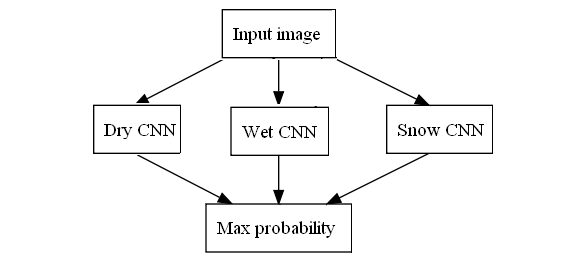 Input image
Dry CNN
Wet CNN
Snow CNN
Max probability